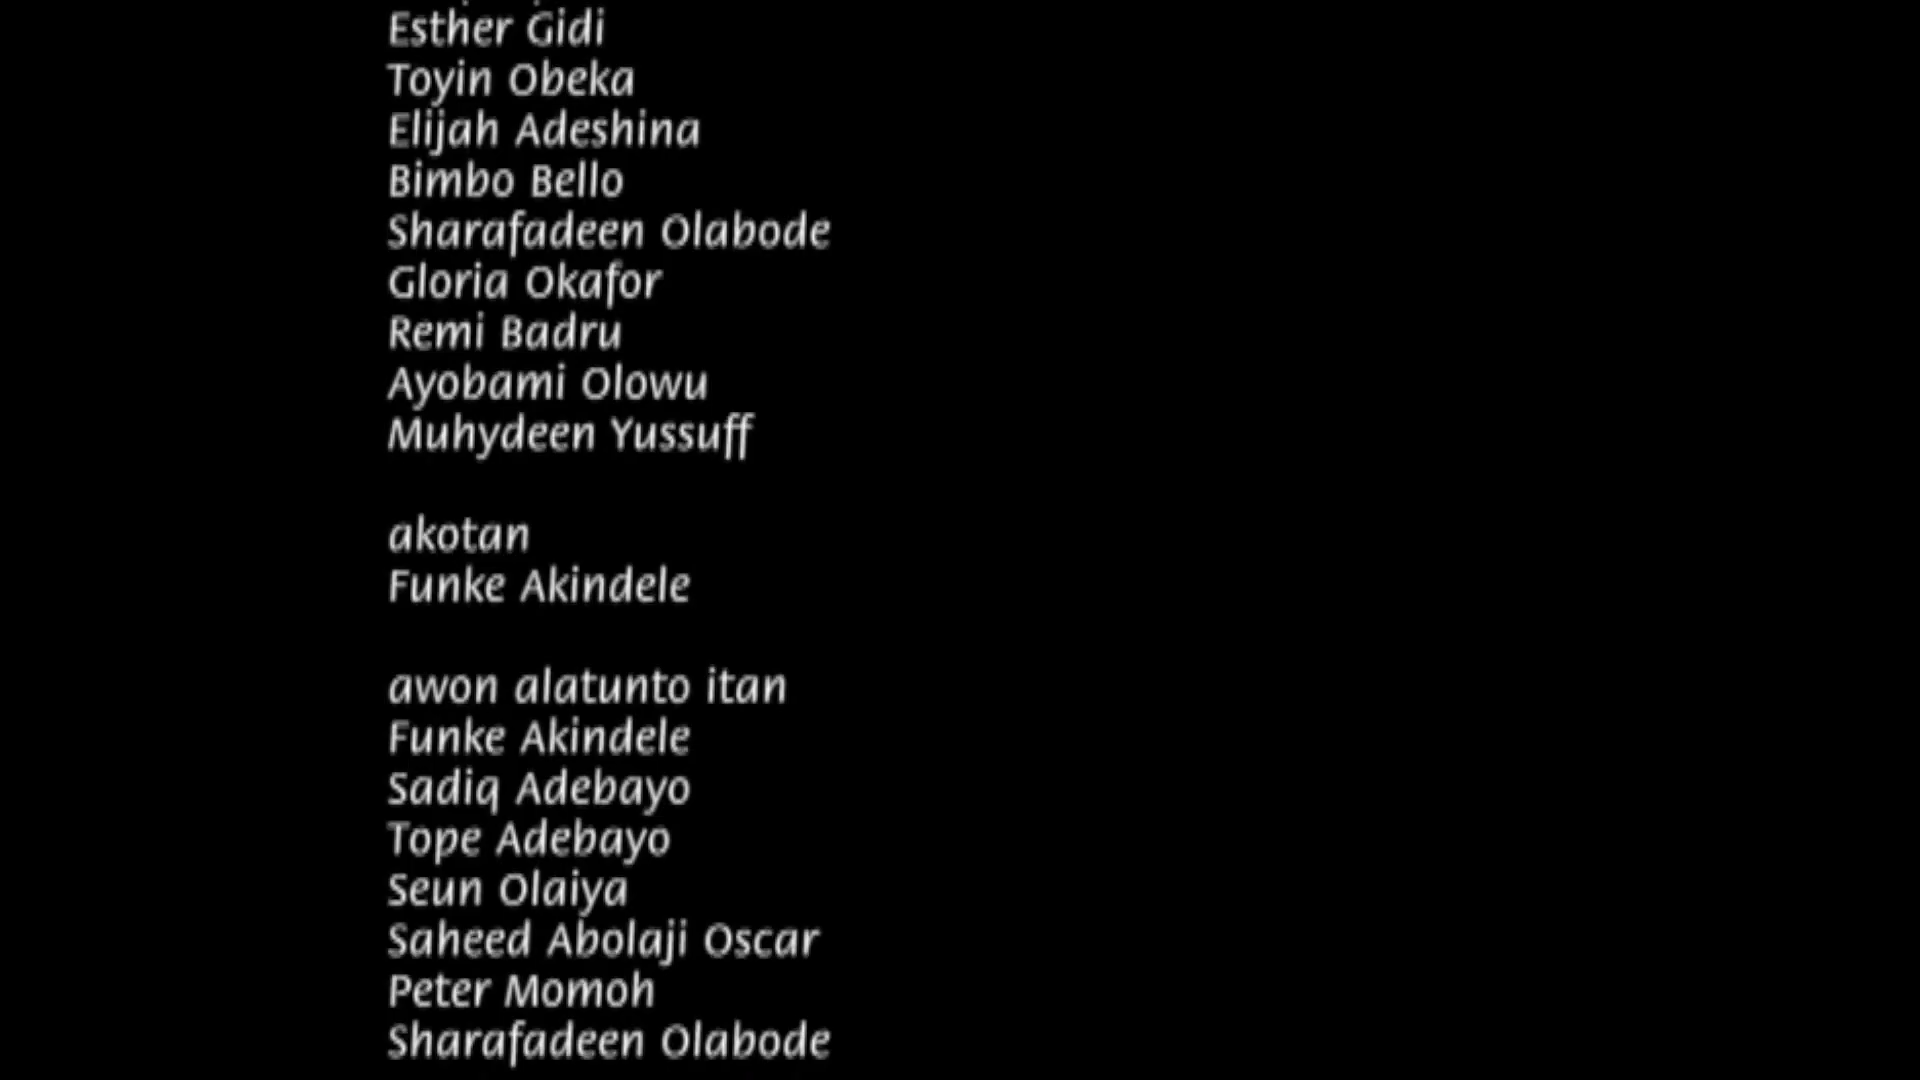 Esther Gidi
Toyin Obeka
Elijah Adeshina
Bimbo Bello
Sharafadeen Olabode
Gloria Okafor
Remi Badru
Ayobami Olowu
Muhydeen Yussuff
akotan
Funke Akindele
awon alatunto itan
Funke Akindele
Sadiq Adebayo
Tope Adebayo
Seun Olaiya
Saheed Abolaji Oscar
Peter Momoh
Sharafadeen Olabode